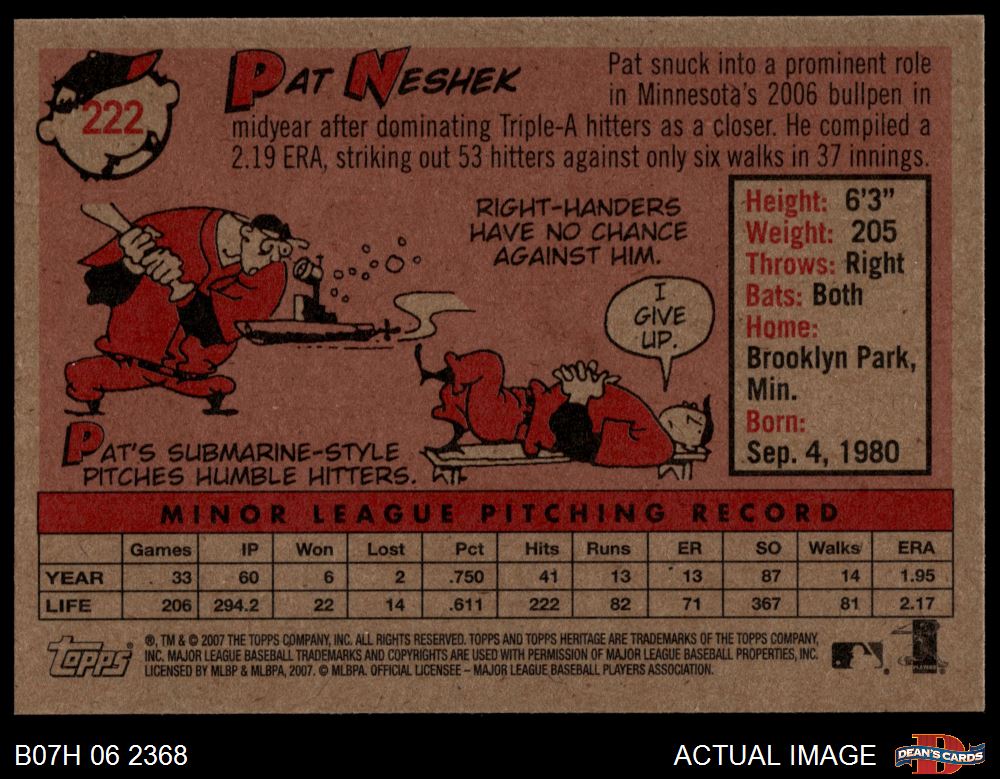 222
PAT NESHEK
Pat snuck into a prominent role
in Minnesota's 2006 bullpen in
midyear after dominating Triple-A hitters as a closer. He compiled a
2.19 ERA, striking out 53 hitters against only six walks in 37 innings.
RIGHT-HANDERS
HAVE NO CHANCE
AGAINST HIM.
I
GIVE
UP.
PAT'S SUBMARINE-STYLE
PITCHES HUMBLE HITTERS.
Height: 6'3"
Weight: 205
Throws: Right
Bats: Both
Home:
Brooklyn Park,
Min.
Born:
Sep. 4, 1980
MINOR LEAGUE PITCHING RECORD
Games IP Won Lost Pct Hits Runs ER SO Walks ERA
YEAR 33 60 6 2 .750 41 13 13 87 14 1.95
LIFE 206 294.2 22 14 .611 222 82 71 367 81 2.17
Topps
®, TM & © 2007 THE TOPPS COMPANY, INC. ALL RIGHTS RESERVED. TOPPS AND TOPPS HERITAGE ARE TRADEMARKS OF THE TOPPS COMPANY,
INC. MAJOR LEAGUE BASEBALL TRADEMARKS AND COPYRIGHTS ARE USED WITH PERMISSION OF MAJOR LEAGUE BASEBALL PROPERTIES, INC.
LICENSED BY MLBP & MLBPA, 2007. © MLBPA. OFFICIAL LICENSEE – MAJOR LEAGUE BASEBALL PLAYERS ASSOCIATION.
B07H 06 2368
ACTUAL IMAGE
DEAN'S CARDS